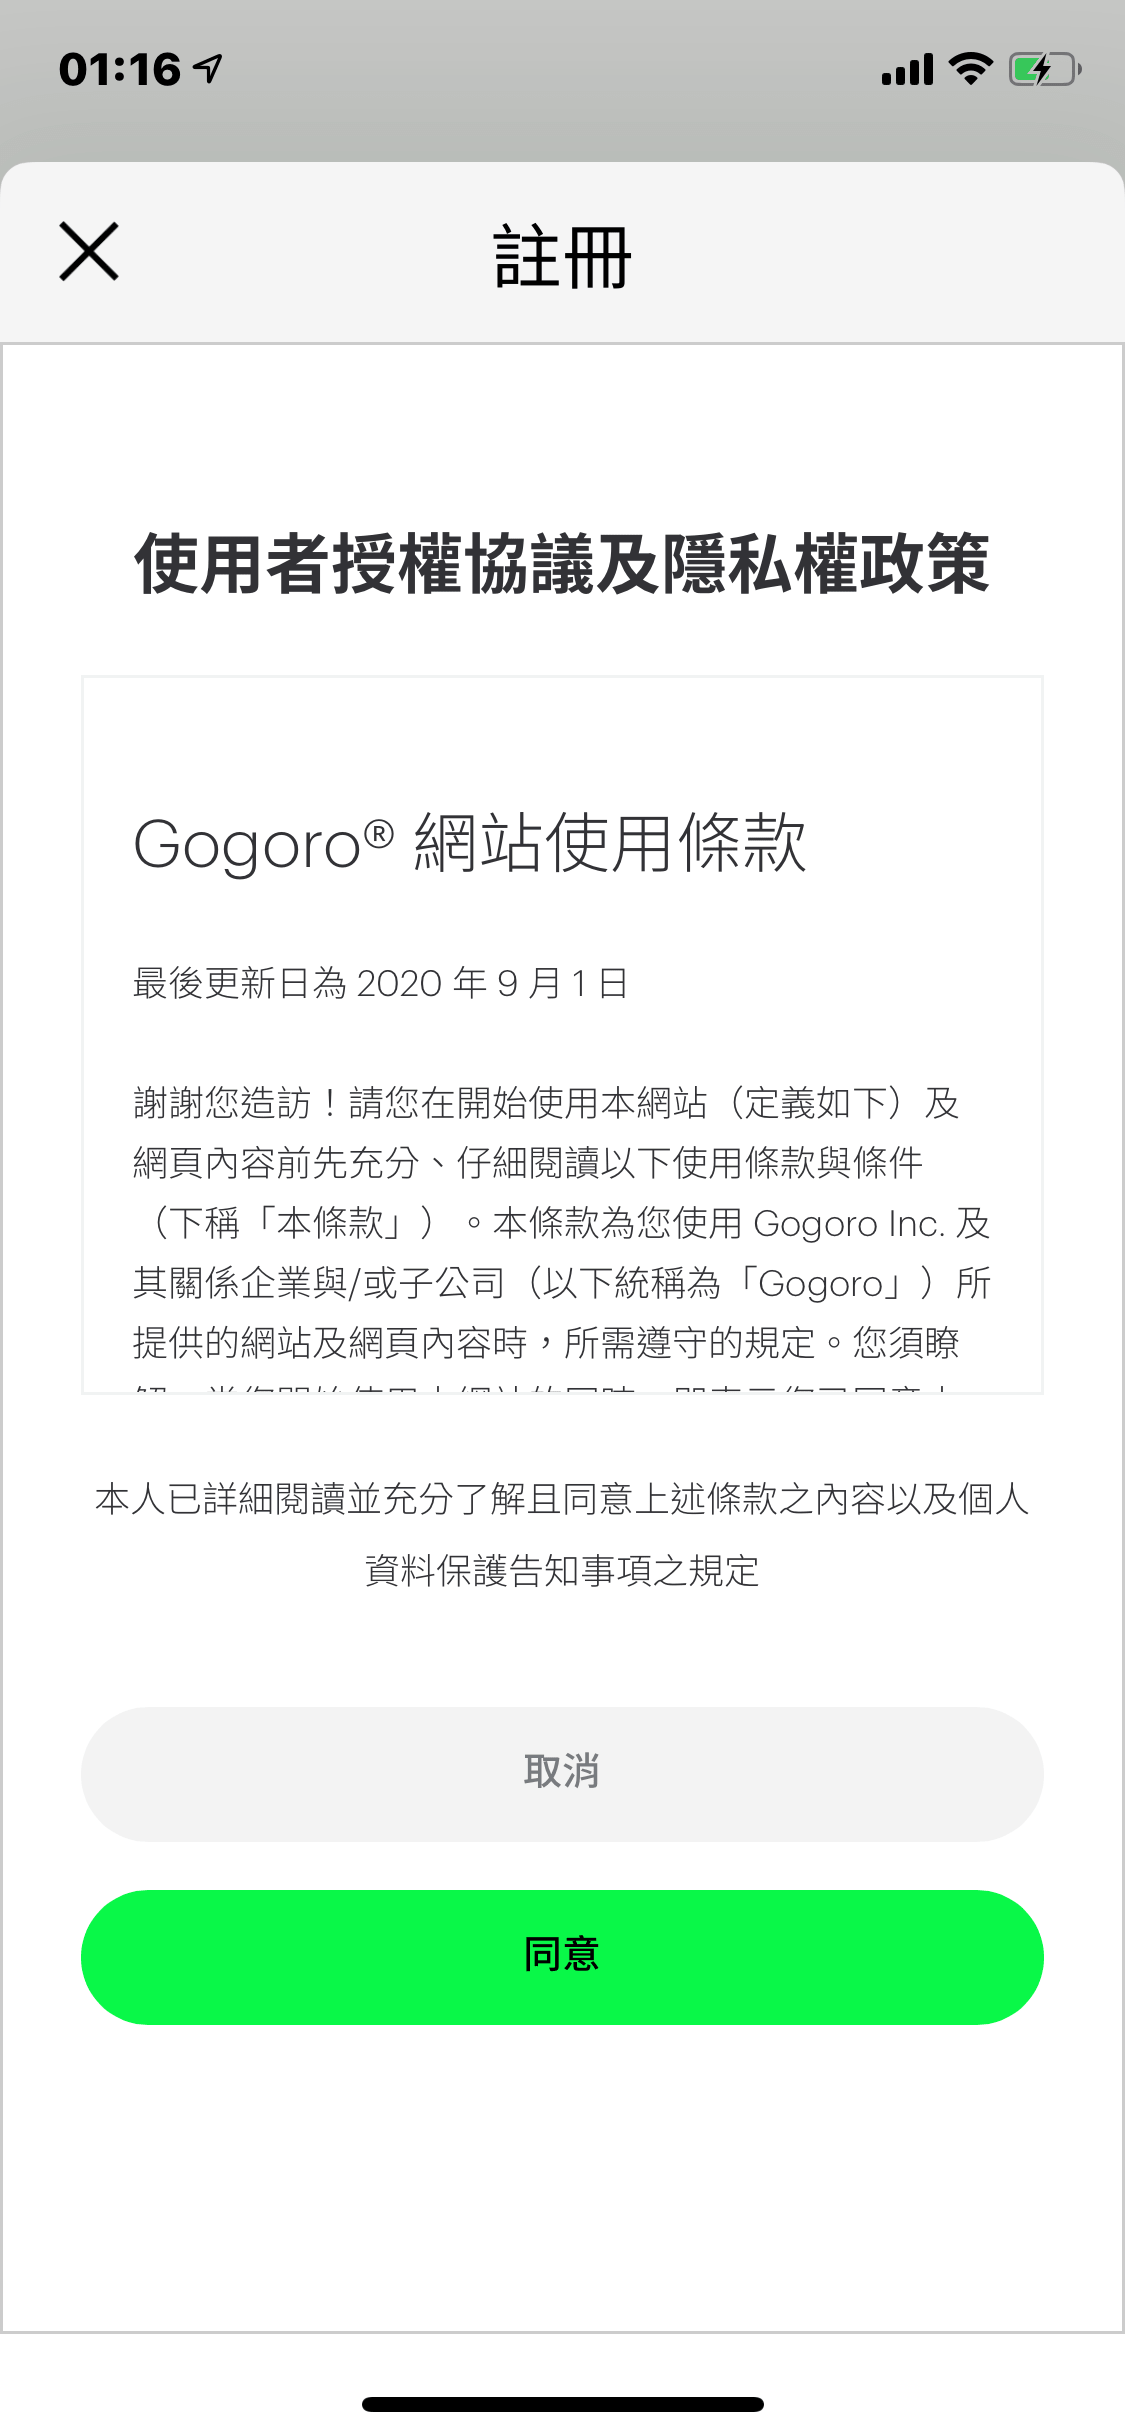 01:16
註冊
使用者授權協議及隱私權政策
Gogoro® 網站使用條款
最後更新日為 2020 年 9 月 1 日
謝謝您造訪！請您在開始使用本網站（定義如下）及
網頁內容前先充分、仔細閱讀以下使用條款與條件
（下稱「本條款」）。本條款為您使用 Gogoro Inc. 及
其關係企業與/或子公司（以下統稱為「Gogoro」）所
提供的網站及網頁內容時，所需遵守的規定。您須瞭
本人已詳細閱讀並充分了解且同意上述條款之內容以及個人
資料保護告知事項之規定
取消
同意